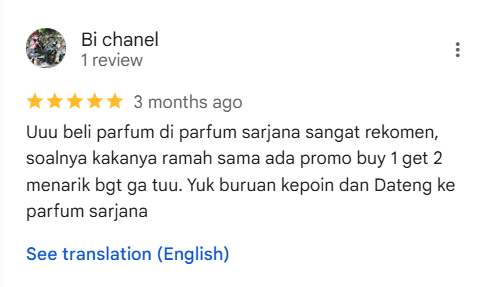 Bi chanel
1 review
3 months ago
Uuu beli parfum di parfum sarjana sangat rekomen,
soalnya kakanya ramah sama ada promo buy 1 get 2
menarik bgt ga tuu. Yuk buruan kepoin dan Dateng ke
parfum sarjana
See translation (English)